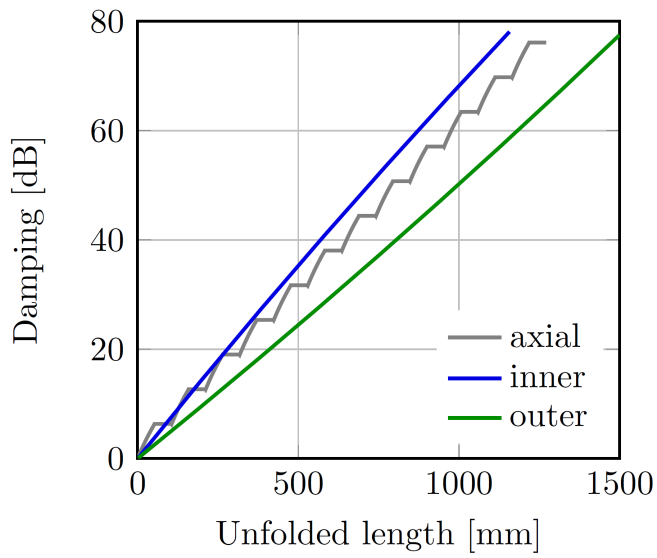 80
60
40
20
0
0 500 1000 1500
Damping [dB]
Unfolded length [mm]
axial
inner
outer